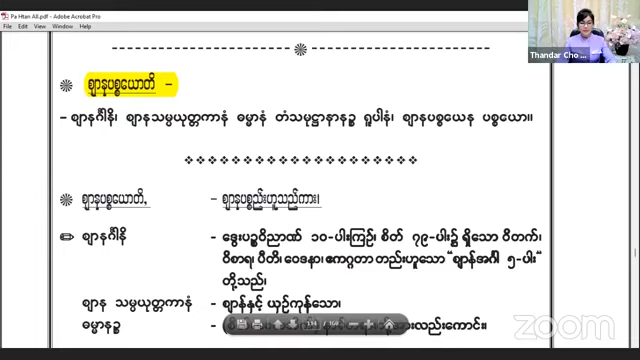 Pa Htan All.pdf - Adobe Acrobat Pro
File Edit View Window Help
Thandar Cho
ဈာနပစ္စယောတိ –
– ဈာနင်္ဂါနိ၊ ဈာနသမ္ပယုတ္တကာနံ ဓမ္မာနံ တံသမုဋ္ဌာနာနဉ္စ ရူပါနံ၊ ဈာနပစ္စယေန ပစ္စယော။
ဈာနပစ္စယောတိ, - ဈာနပစ္စည်းဟူသည်ကား၊
ဈာနင်္ဂါနိ - ဒွေးပဉ္စဝိညာဏ် ၁၀-ပါးကြဉ်၊ စိတ် ၇၉-ပါး၌ ရှိသော ဝိတက်၊
ဝိစာရ၊ ပီတိ၊ ဝေဒနာ၊ ဧကဂ္ဂတာ တည်းဟူသော “ဈာန်အင်္ဂါ ၅-ပါး”
တို့သည်၊
ဈာန သမ္ပယုတ္တကာနံ - ဈာန်နှင့် ယှဉ်ကုန်သော၊
ဓမ္မာနဉ္စ
zoom